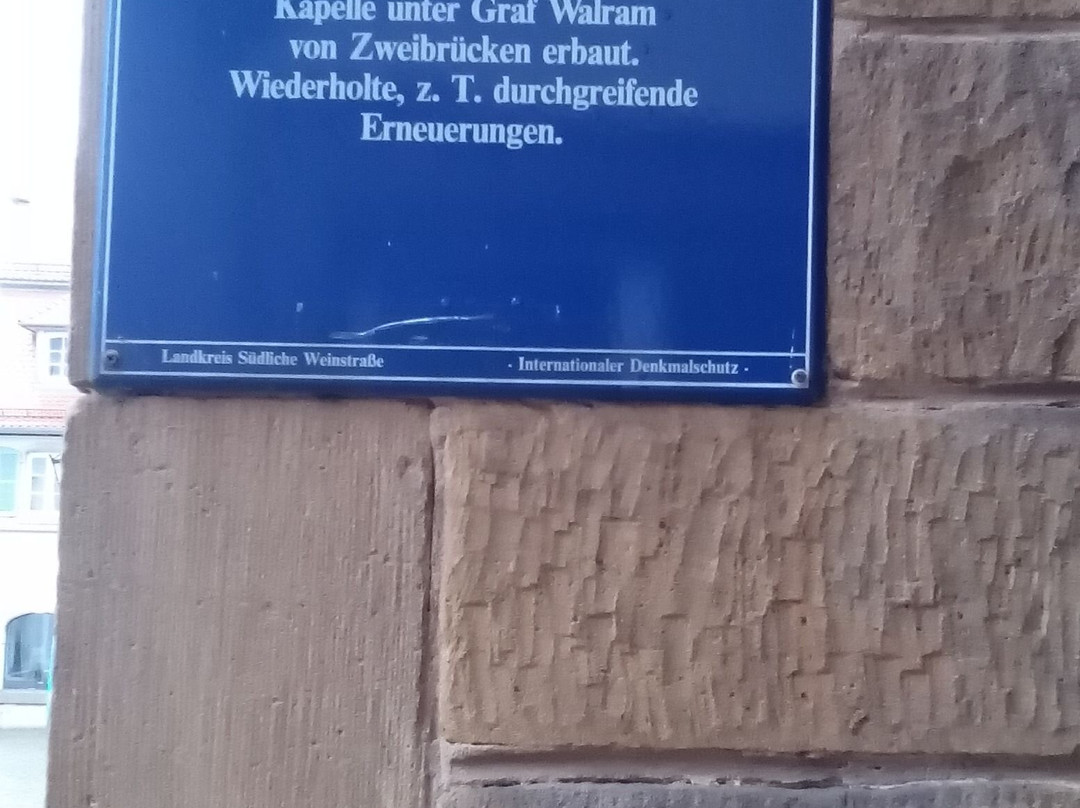 Kapelle unter Graf Walram
von Zweibrücken erbaut.
Wiederholte, z. T. durchgreifende
Erneuerungen.
Landkreis Südliche Weinstraße
· Internationaler Denkmalschutz ·